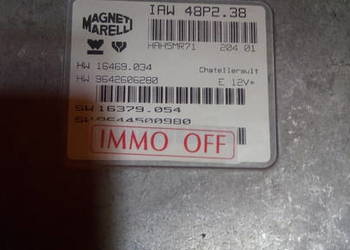 MAGNETI MARELLI
IAW 48P2.38
HAH5MR71 204 01
HW 16469.034 Chatellerault
HW 9642606280 E 12V=
SW 16379.054
SW 9644500980
IMMO OFF